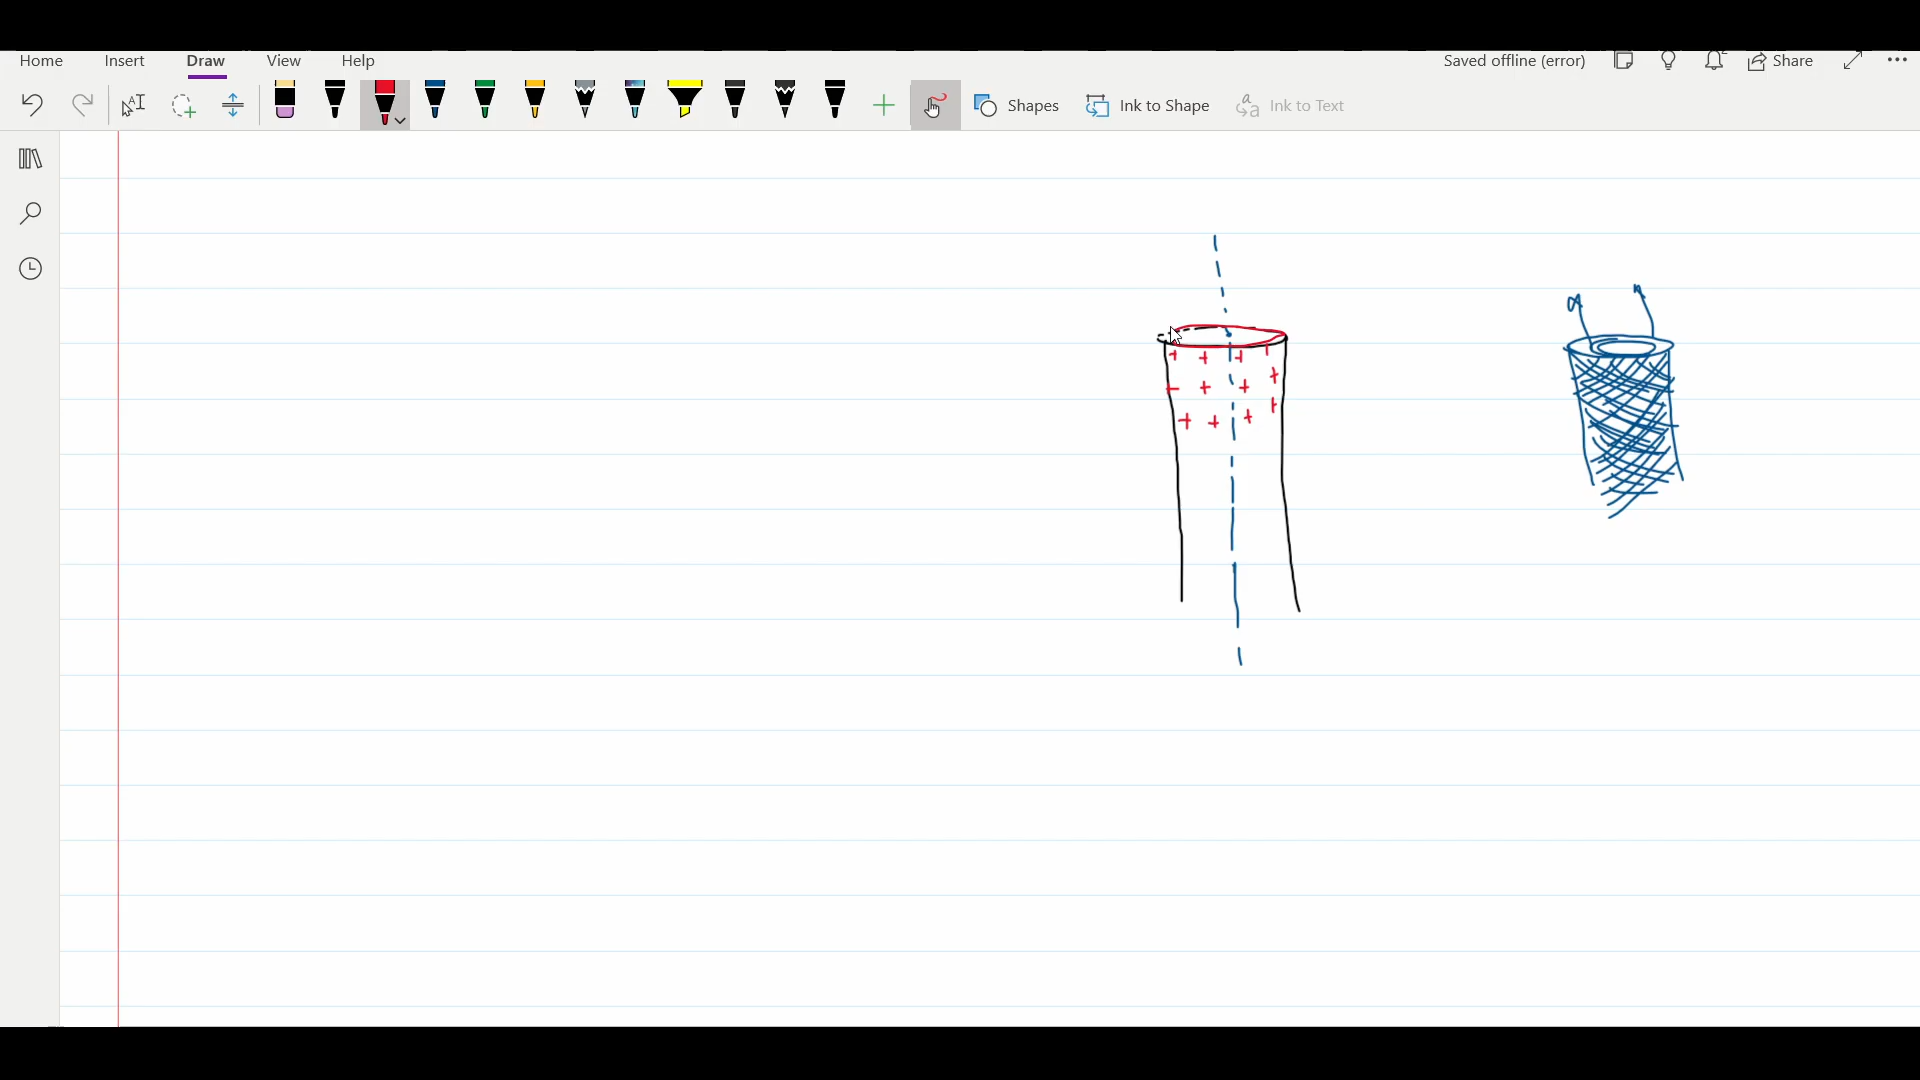 Home Insert Draw View Help Saved offline (error) Share
Shapes Ink to Shape Ink to Text
+ + + +
+ + + +
+ + + +